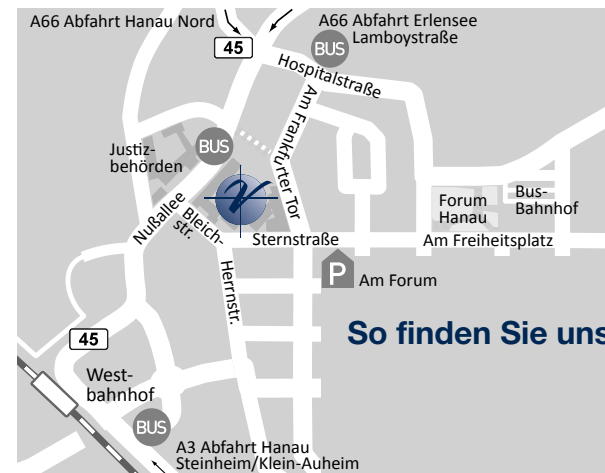 A66 Abfahrt Hanau Nord
A66 Abfahrt Erlensee
Lamboystraße
45
BUS
Hospitalstraße
Am Frankfurter Tor
BUS
Justiz-
behörden
V
Nußallee
Bleich-
str.
Sternstraße
Forum
Hanau
Bus-
Bahnhof
Am Freiheitsplatz
Herrnstr.
P
Am Forum
So finden Sie uns
45
West-
bahnhof
BUS
A3 Abfahrt Hanau
Steinheim/Klein-Auheim